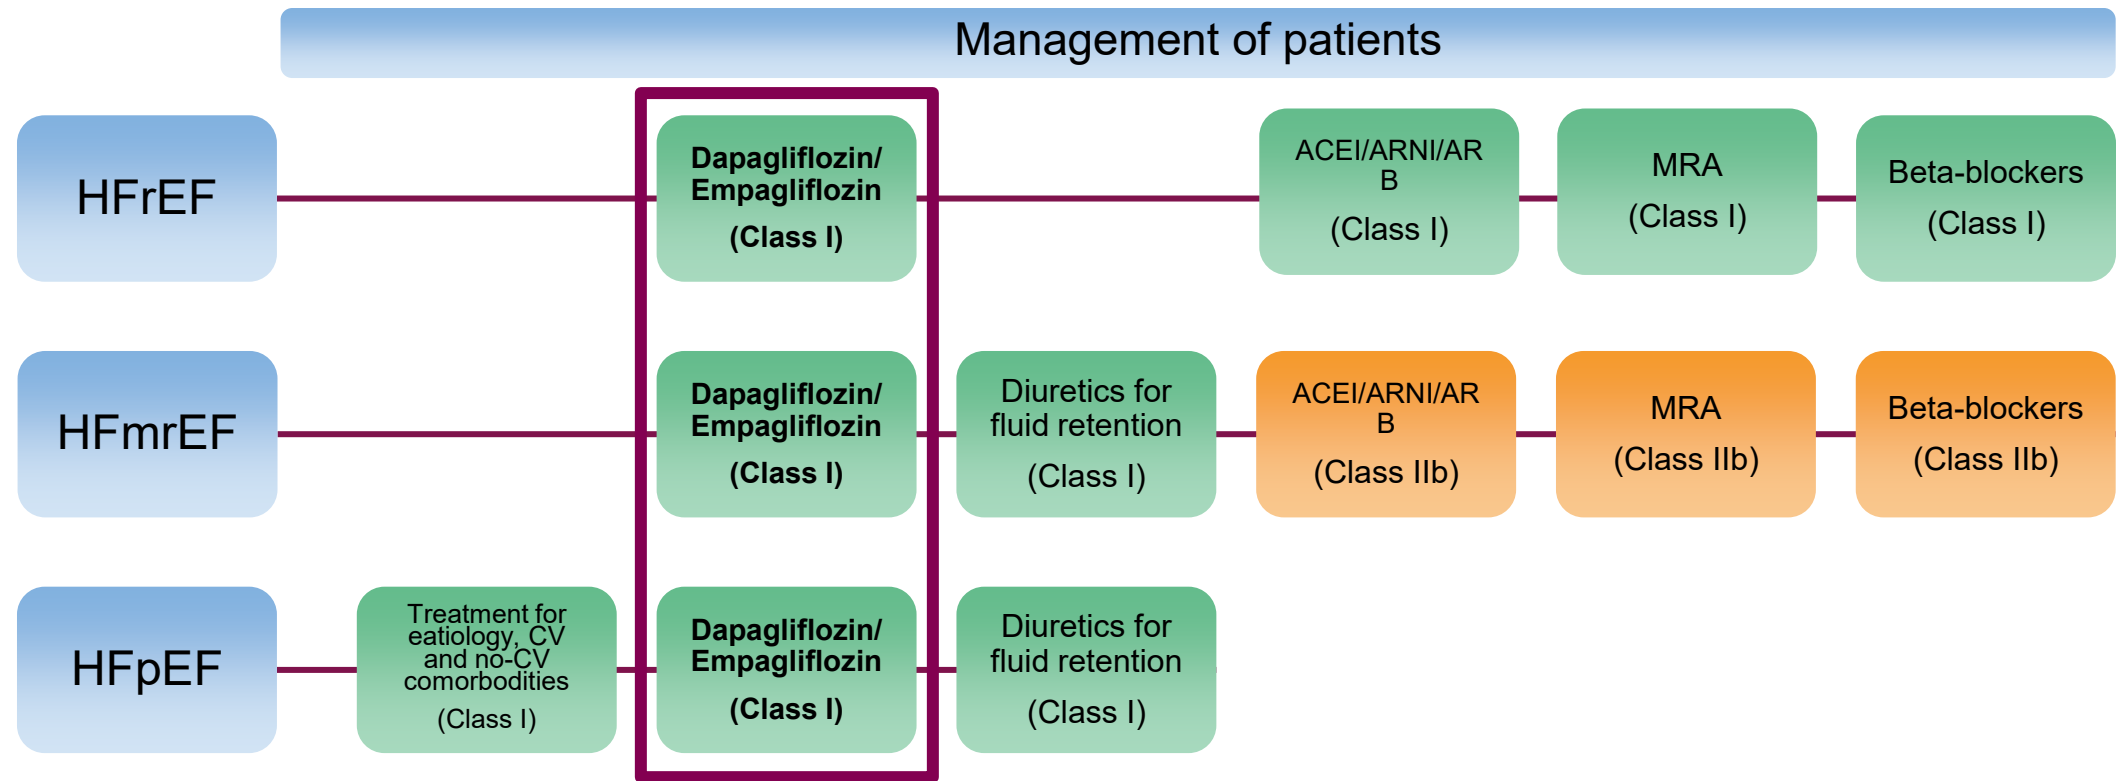 Management of patients
HFrEF
Dapagliflozin/
Empagliflozin
(Class I)
ACEI/ARNI/AR
B
(Class I)
MRA
(Class I)
Beta-blockers
(Class I)
HFmrEF
Dapagliflozin/
Empagliflozin
(Class I)
Diuretics for
fluid retention
(Class I)
ACEI/ARNI/AR
B
(Class IIb)
MRA
(Class IIb)
Beta-blockers
(Class IIb)
HFpEF
Treatment for
eatiology, CV
and no-CV
comorbodities
(Class I)
Dapagliflozin/
Empagliflozin
(Class I)
Diuretics for
fluid retention
(Class I)